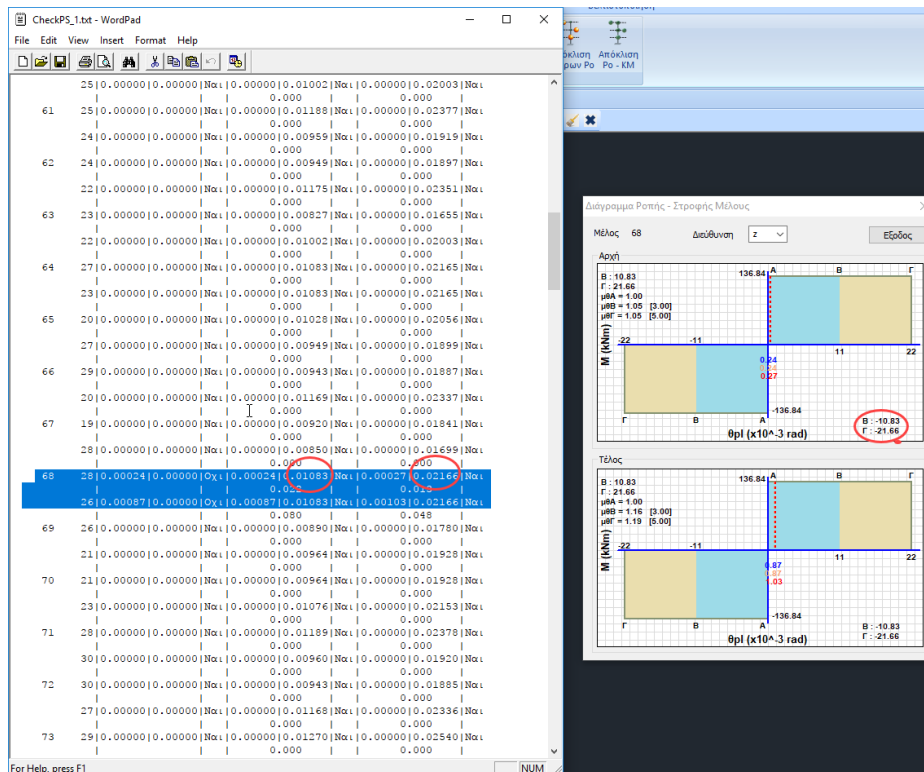 CheckPS_1.txt - WordPad
File Edit View Insert Format Help
25|0.00000|0.00000|Ναι|0.00000|0.01002|Ναι|0.00000|0.02003|Ναι
| | | 0.000 | | 0.000 |
61 25|0.00000|0.00000|Ναι|0.00000|0.01188|Ναι|0.00000|0.02377|Ναι
| | | 0.000 | | 0.000 |
24|0.00000|0.00000|Ναι|0.00000|0.00959|Ναι|0.00000|0.01919|Ναι
| | | 0.000 | | 0.000 |
62 24|0.00000|0.00000|Ναι|0.00000|0.00949|Ναι|0.00000|0.01897|Ναι
| | | 0.000 | | 0.000 |
22|0.00000|0.00000|Ναι|0.00000|0.01175|Ναι|0.00000|0.02351|Ναι
| | | 0.000 | | 0.000 |
63 23|0.00000|0.00000|Ναι|0.00000|0.00827|Ναι|0.00000|0.01655|Ναι
| | | 0.000 | | 0.000 |
22|0.00000|0.00000|Ναι|0.00000|0.01002|Ναι|0.00000|0.02003|Ναι
| | | 0.000 | | 0.000 |
64 27|0.00000|0.00000|Ναι|0.00000|0.01083|Ναι|0.00000|0.02165|Ναι
| | | 0.000 | | 0.000 |
23|0.00000|0.00000|Ναι|0.00000|0.01083|Ναι|0.00000|0.02165|Ναι
| | | 0.000 | | 0.000 |
65 20|0.00000|0.00000|Ναι|0.00000|0.01028|Ναι|0.00000|0.02056|Ναι
| | | 0.000 | | 0.000 |
27|0.00000|0.00000|Ναι|0.00000|0.00949|Ναι|0.00000|0.01899|Ναι
| | | 0.000 | | 0.000 |
66 29|0.00000|0.00000|Ναι|0.00000|0.00943|Ναι|0.00000|0.01887|Ναι
| | | 0.000 | | 0.000 |
20|0.00000|0.00000|Ναι|0.00000|0.01169|Ναι|0.00000|0.02337|Ναι
| | | 0.000 | | 0.000 |
67 19|0.00000|0.00000|Ναι|0.00000|0.00920|Ναι|0.00000|0.01841|Ναι
| | | 0.000 | | 0.000 |
28|0.00000|0.00000|Ναι|0.00000|0.00850|Ναι|0.00000|0.01699|Ναι
| | | 0.000 | | 0.000 |
68 28|0.00024|0.00000|Οχι|0.00024|0.01083|Ναι|0.00027|0.02166|Ναι
26|0.00087|0.00000|Οχι|0.00087|0.01083|Ναι|0.00103|0.02166|Ναι
| | | 0.080 | | 0.048 |
69 26|0.00000|0.00000|Ναι|0.00000|0.00890|Ναι|0.00000|0.01780|Ναι
| | | 0.000 | | 0.000 |
21|0.00000|0.00000|Ναι|0.00000|0.00964|Ναι|0.00000|0.01928|Ναι
| | | 0.000 | | 0.000 |
70 21|0.00000|0.00000|Ναι|0.00000|0.00964|Ναι|0.00000|0.01928|Ναι
| | | 0.000 | | 0.000 |
23|0.00000|0.00000|Ναι|0.00000|0.01076|Ναι|0.00000|0.02153|Ναι
| | | 0.000 | | 0.000 |
71 28|0.00000|0.00000|Ναι|0.00000|0.01189|Ναι|0.00000|0.02378|Ναι
| | | 0.000 | | 0.000 |
30|0.00000|0.00000|Ναι|0.00000|0.00960|Ναι|0.00000|0.01920|Ναι
| | | 0.000 | | 0.000 |
72 30|0.00000|0.00000|Ναι|0.00000|0.00943|Ναι|0.00000|0.01885|Ναι
| | | 0.000 | | 0.000 |
27|0.00000|0.00000|Ναι|0.00000|0.01168|Ναι|0.00000|0.02336|Ναι
| | | 0.000 | | 0.000 |
73 29|0.00000|0.00000|Ναι|0.00000|0.01270|Ναι|0.00000|0.02540|Ναι
| | | 0.000 | | 0.000 |
For Help, press F1
NUM
Απόκλιση
Ρο - ΚΜ
Διάγραμμα Ροπής - Στροφής Μέλους
Μέλος 68 Διεύθυνση z Εξοδος
Αρχή
B : 10.83
Γ : 21.66
μθA = 1.00
μθB = 1.05 [3.00]
μθΓ = 1.05 [5.00]
136.84 A B Γ
-22 -11
11 22
0.24
0.24
0.27
M (kNm)
-136.84
Γ B A
θpl (x10^-3 rad)
B : -10.83
Γ : -21.66
Τέλος
B : 10.83
Γ : 21.66
μθA = 1.00
μθB = 1.16 [3.00]
μθΓ = 1.19 [5.00]
136.84 A B Γ
-22 -11
11 22
0.87
0.87
1.03
M (kNm)
-136.84
Γ B A
θpl (x10^-3 rad)
B : -10.83
Γ : -21.66